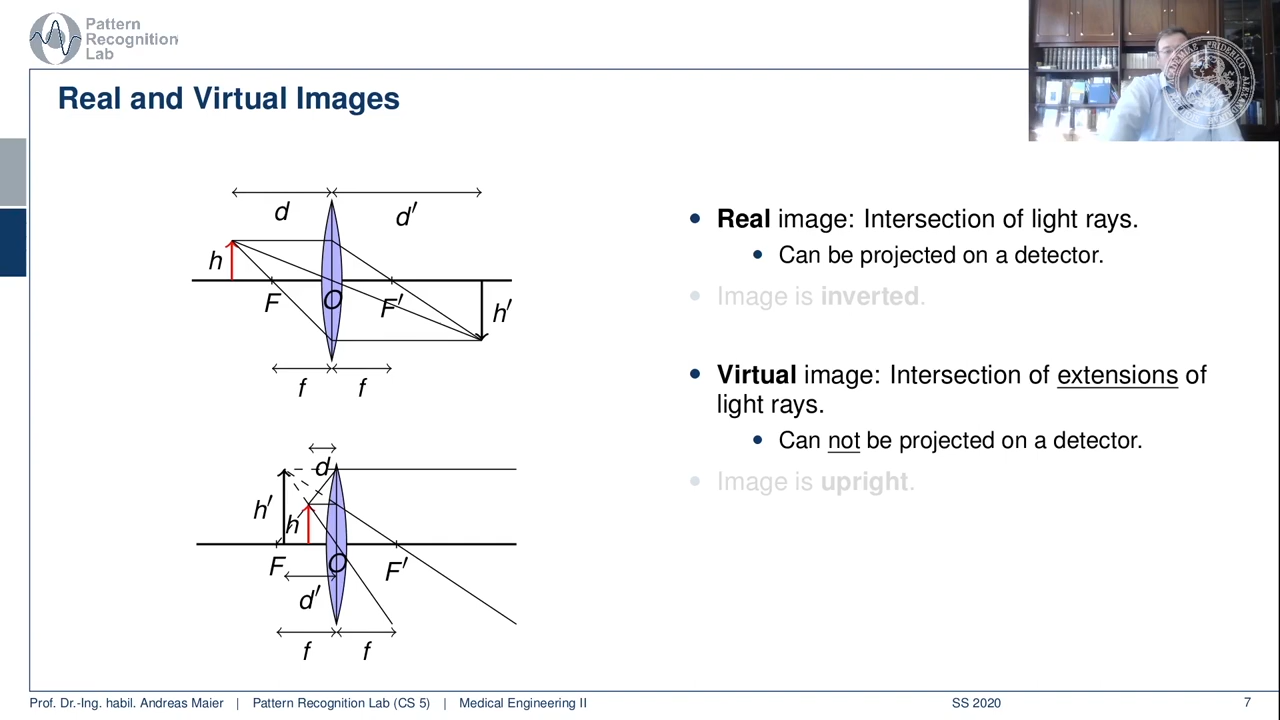 Pattern
Recognition
Lab
Real and Virtual Images
d
d′
h
F
O
F′
h′
f
f
• Real image: Intersection of light rays.
• Can be projected on a detector.
• Image is inverted.
• Virtual image: Intersection of extensions of
light rays.
• Can not be projected on a detector.
• Image is upright.
d
h′
h
F
O
F′
d′
f
f
Prof. Dr.-Ing. habil. Andreas Maier | Pattern Recognition Lab (CS 5) | Medical Engineering II
SS 2020
7